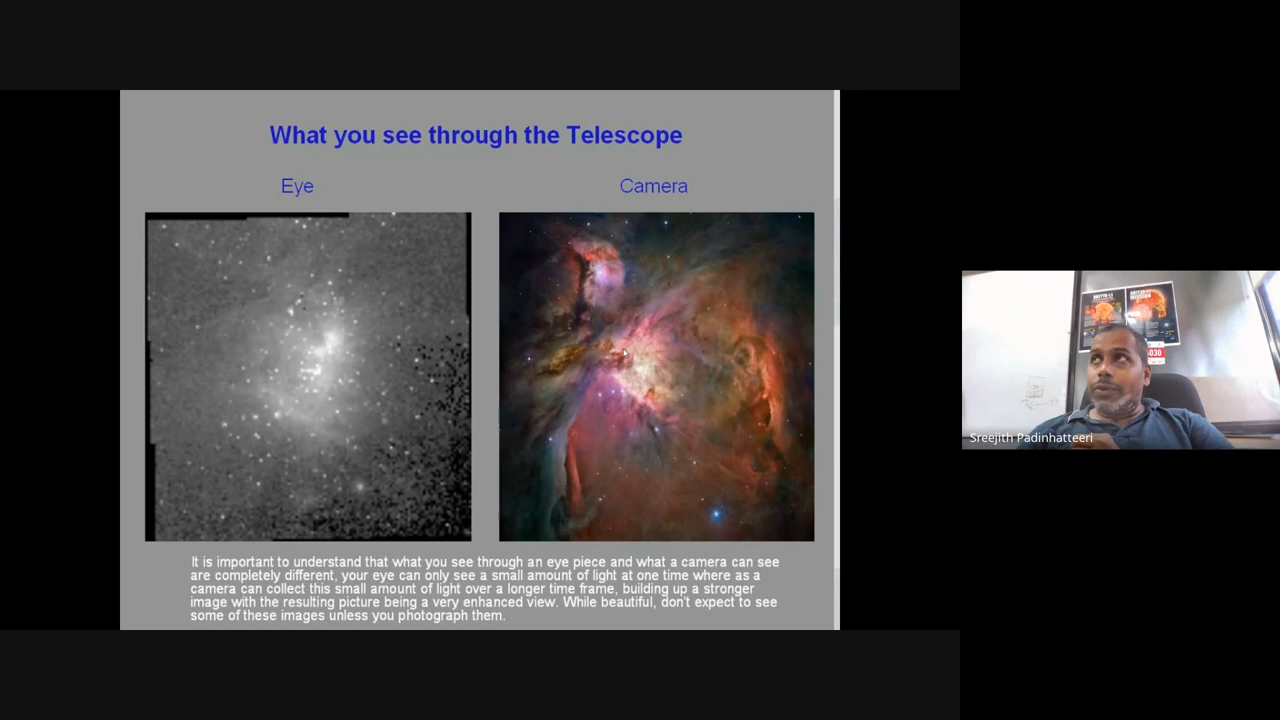 What you see through the Telescope
Eye
Camera
It is important to understand that what you see through an eye piece and what a camera can see
are completely different, your eye can only see a small amount of light at one time where as a
camera can collect this small amount of light over a longer time frame, building up a stronger
image with the resulting picture being a very enhanced view. While beautiful, don't expect to see
some of these images unless you photograph them.
ADITYA-L1
MISSION
Sreejith Padinhatteeri